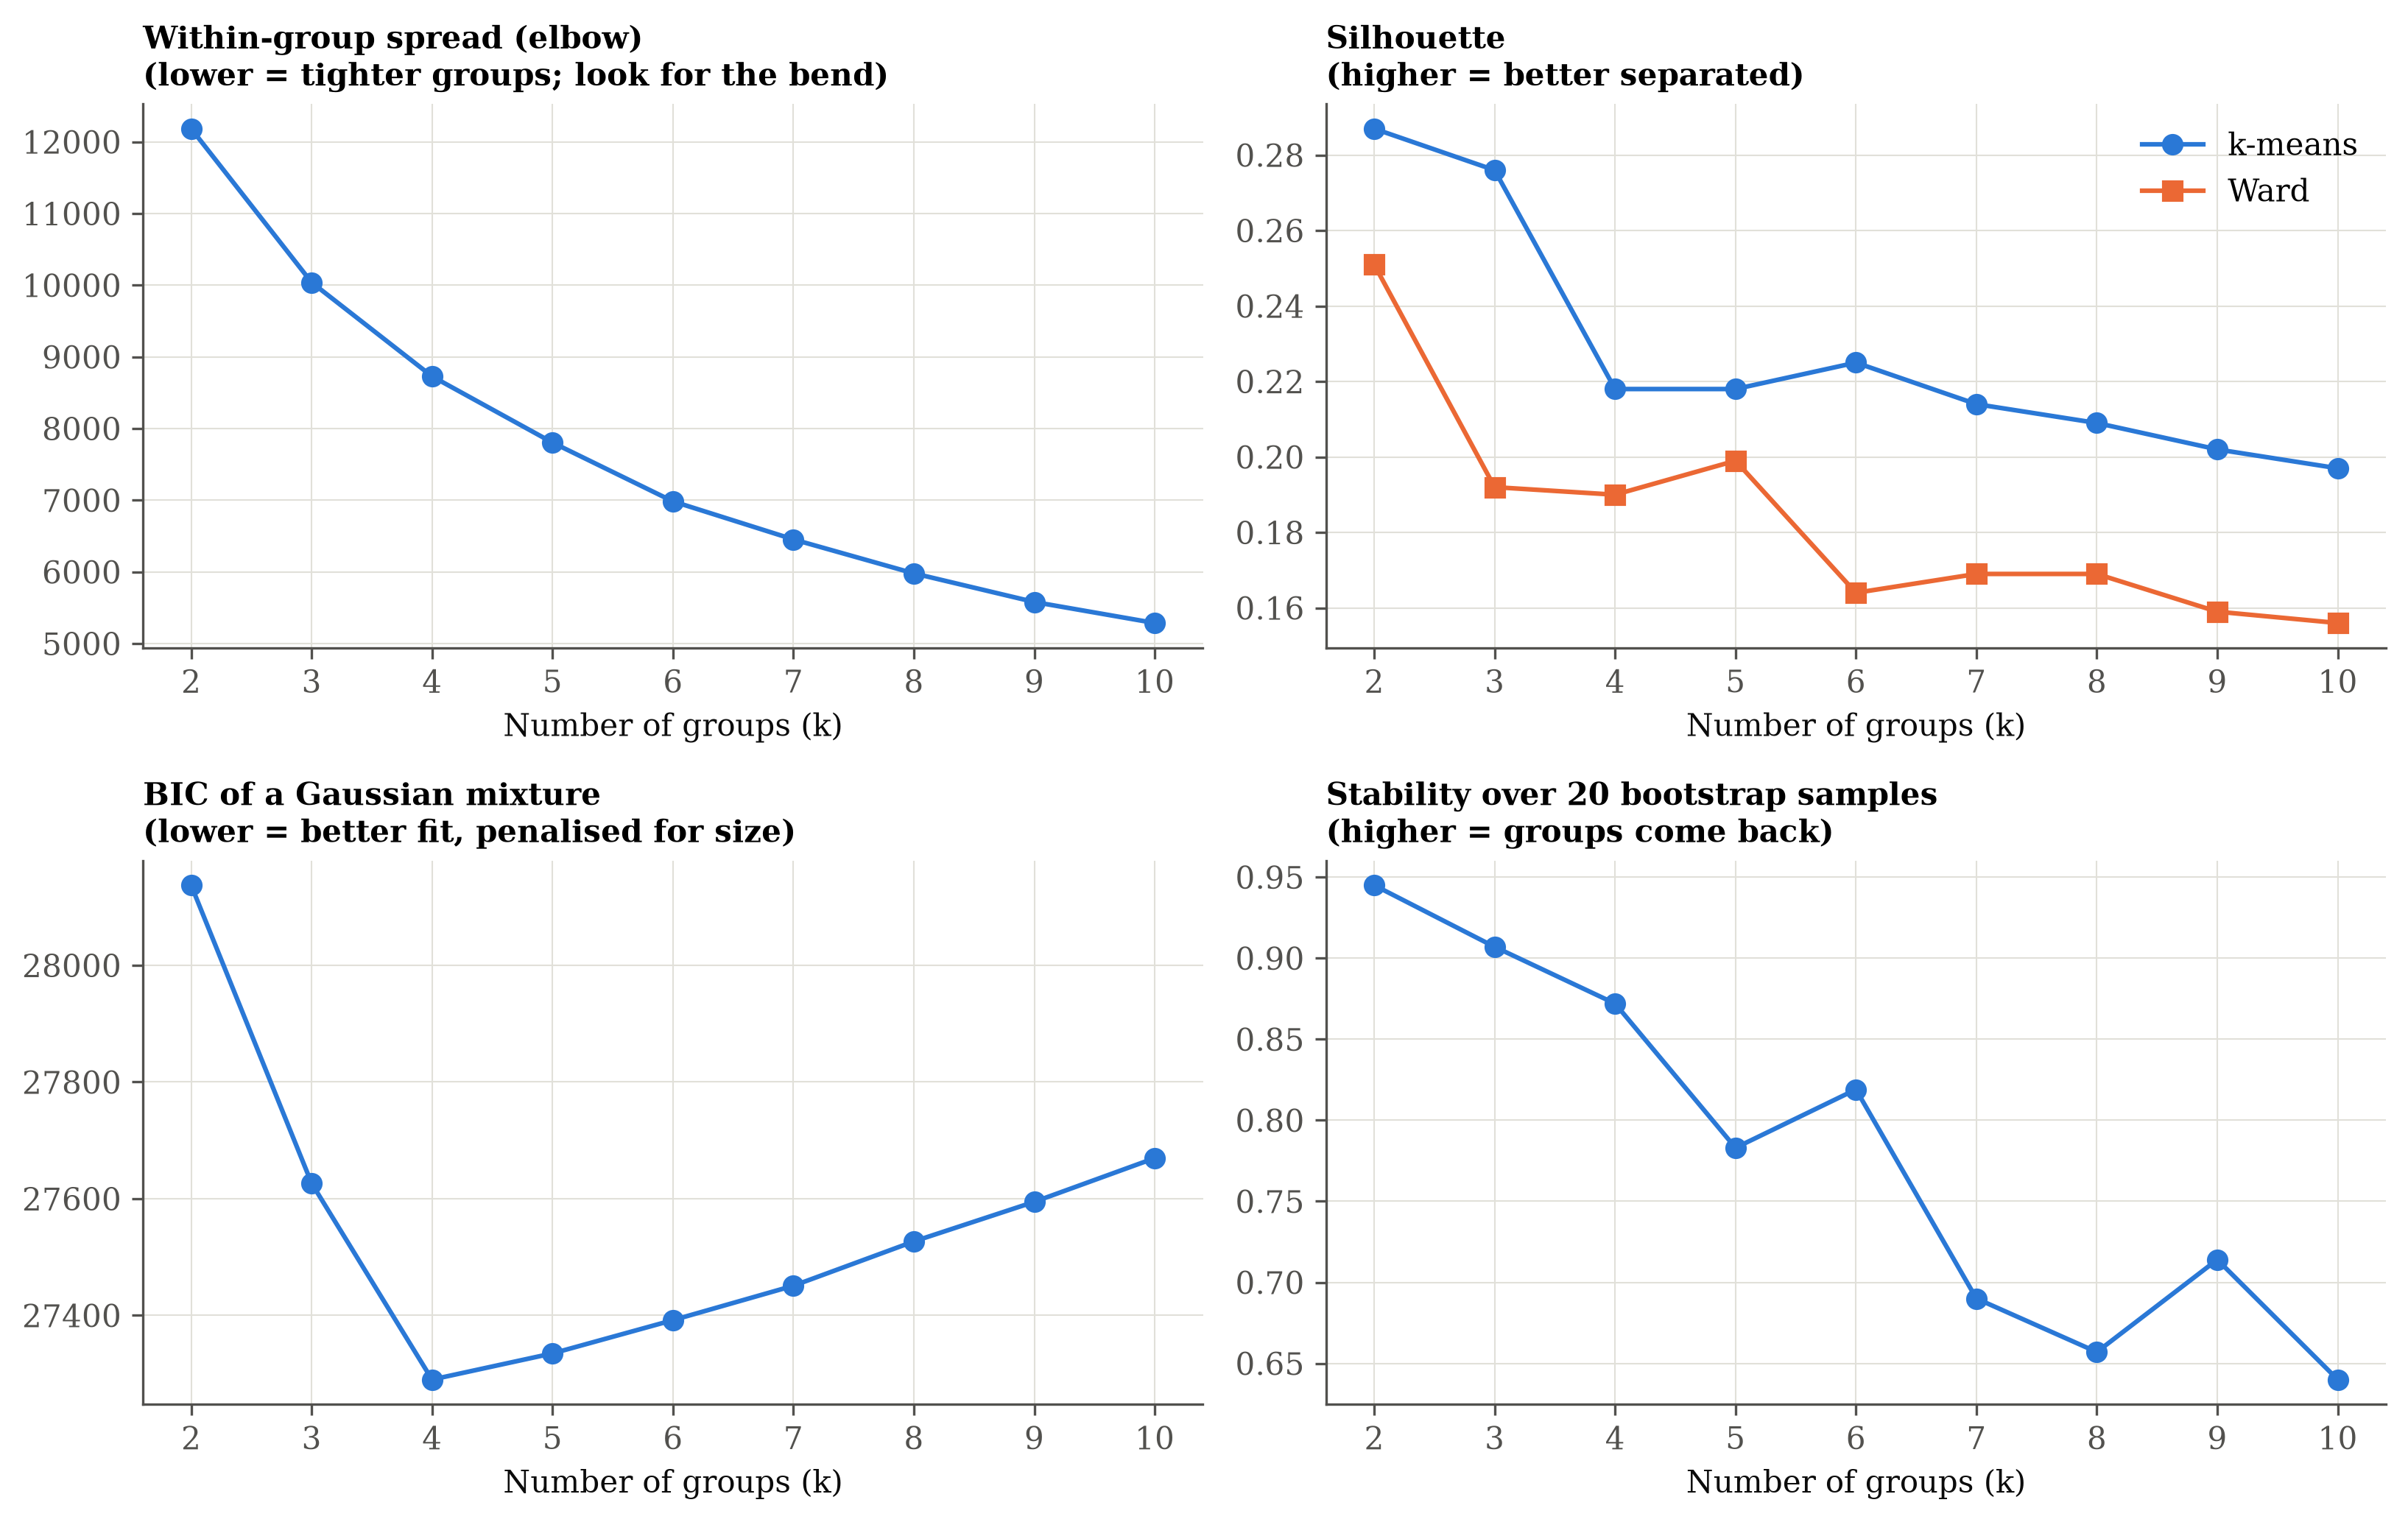 Within-group spread (elbow)
(lower = tighter groups; look for the bend)
12000
11000
10000
9000
8000
7000
6000
5000
2 3 4 5 6 7 8 9 10
Number of groups (k)
Silhouette
(higher = better separated)
k-means
Ward
0.28
0.26
0.24
0.22
0.20
0.18
0.16
2 3 4 5 6 7 8 9 10
Number of groups (k)
BIC of a Gaussian mixture
(lower = better fit, penalised for size)
28000
27800
27600
27400
2 3 4 5 6 7 8 9 10
Number of groups (k)
Stability over 20 bootstrap samples
(higher = groups come back)
0.95
0.90
0.85
0.80
0.75
0.70
0.65
2 3 4 5 6 7 8 9 10
Number of groups (k)